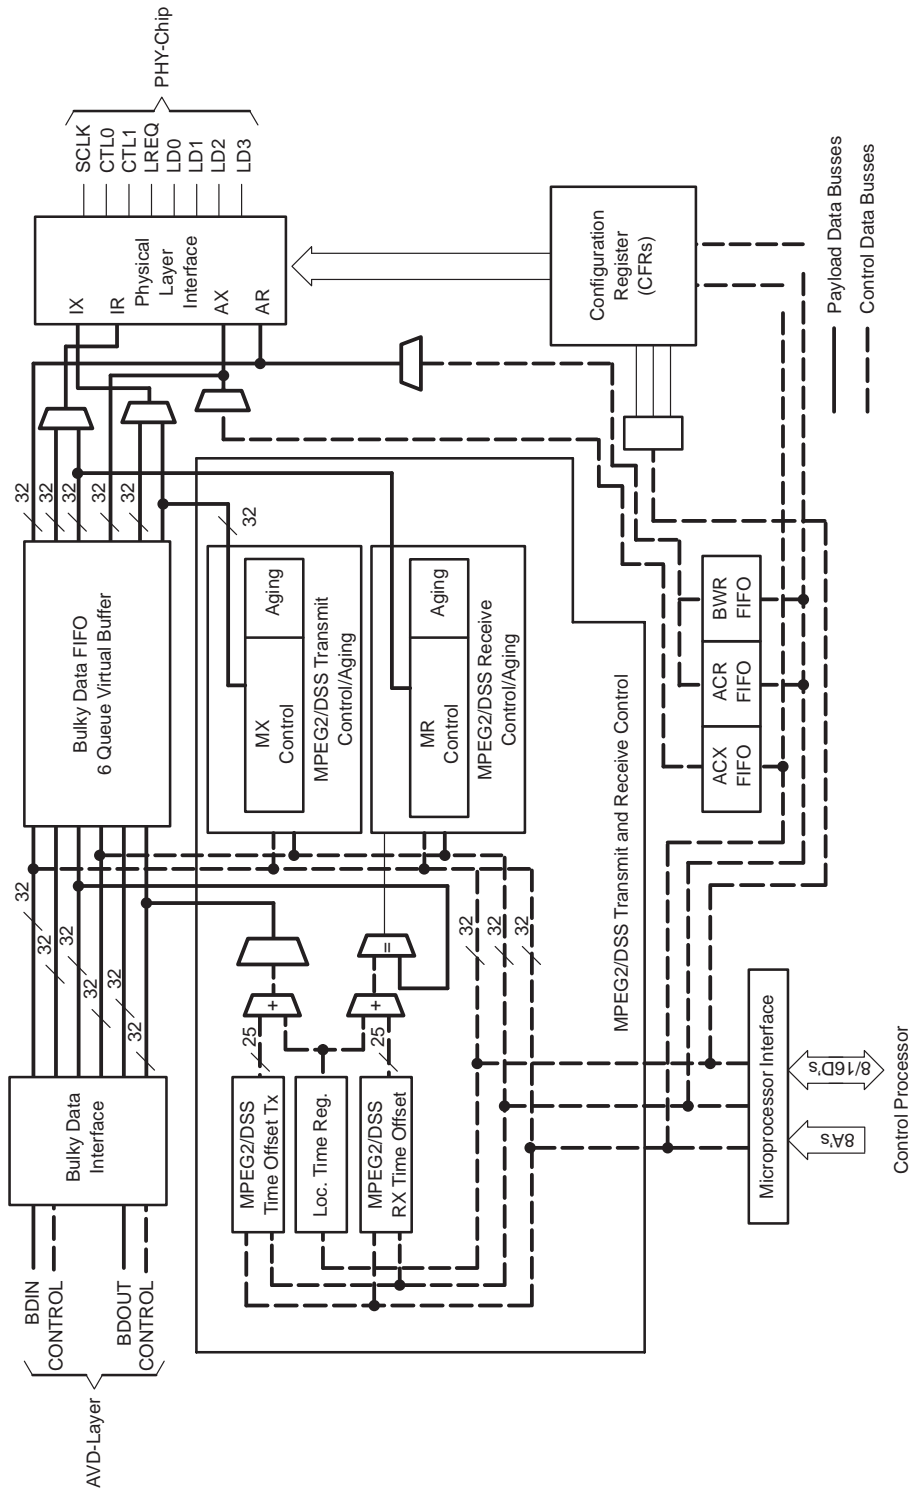 AVD-Layer
BDIN
CONTROL
BDOUT
CONTROL
Bulky Data
Interface
32
32
32
32
32
32
Bulky Data FIFO
6 Queue Virtual Buffer
32
32
32
32
32
IX
IR
Physical
Layer
Interface
AX
AR
SCLK
CTL0
CTL1
LREQ
LD0
LD1
LD2
LD3
PHY-Chip
MPEG2/DSS
Time Offset Tx
Loc. Time Reg.
MPEG2/DSS
RX Time Offset
25
25
+
+
=
32
MX
Control
Aging
MPEG2/DSS Transmit
Control/Aging
MR
Control
Aging
MPEG2/DSS Receive
Control/Aging
32
32
32
MPEG2/DSS Transmit and Receive Control
Configuration
Register
(CFRs)
ACX
FIFO
ACR
FIFO
BWR
FIFO
Microprocessor Interface
8A's
8/16D's
Control Processor
Payload Data Busses
Control Data Busses